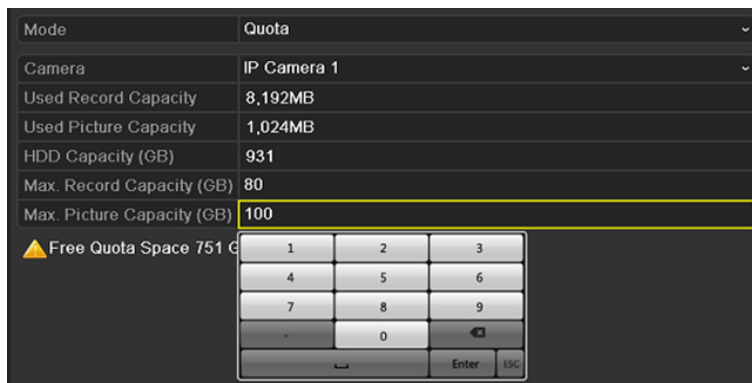 Mode Quota
Camera IP Camera 1
Used Record Capacity 8,192MB
Used Picture Capacity 1,024MB
HDD Capacity (GB) 931
Max. Record Capacity (GB) 80
Max. Picture Capacity (GB) 100
Free Quota Space 751
1 2 3
4 5 6
7 8 9
. 0
Enter ESC